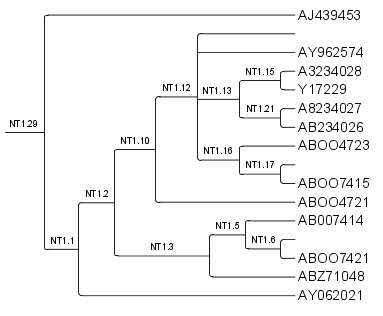 AJ439453
AY962574
NT1.15
A3234028
NT1.12
NT1.13
Y17229
NT1.21
A8234027
NT1.29
AB234026
NT1.10
ABOO4723
NT1.16
NT1.17
ABOO7415
NT1.2
ABOO4721
AB007414
NT1.5
NT1.1
NT1.3
NT1.6
ABOO7421
ABZ71048
AY062021